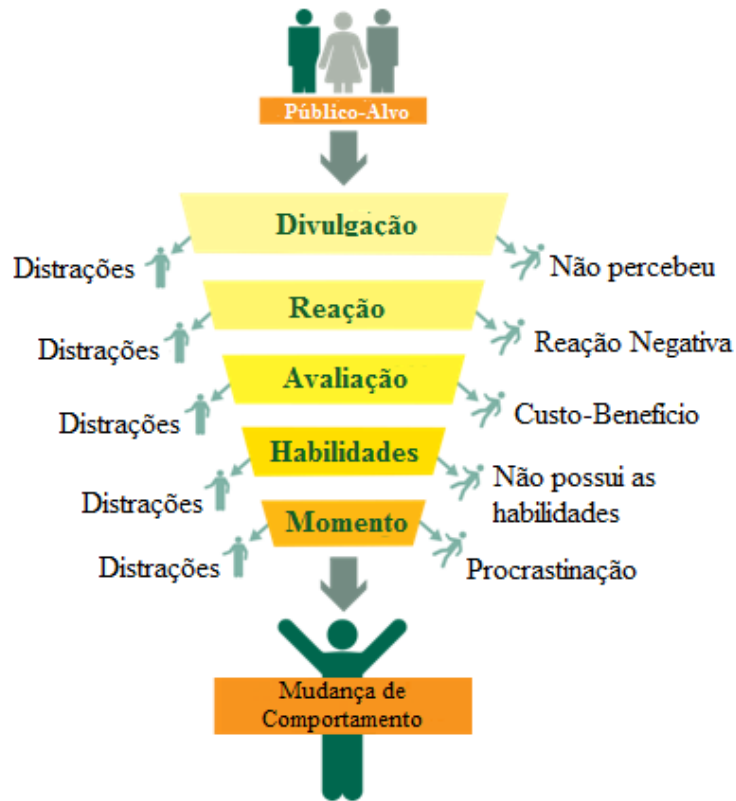 Público-Alvo
Divulgação
Distrações
Não percebeu
Reação
Distrações
Reação Negativa
Avaliação
Distrações
Custo-Benefício
Habilidades
Distrações
Não possui as
habilidades
Momento
Distrações
Procrastinação
Mudança de
Comportamento